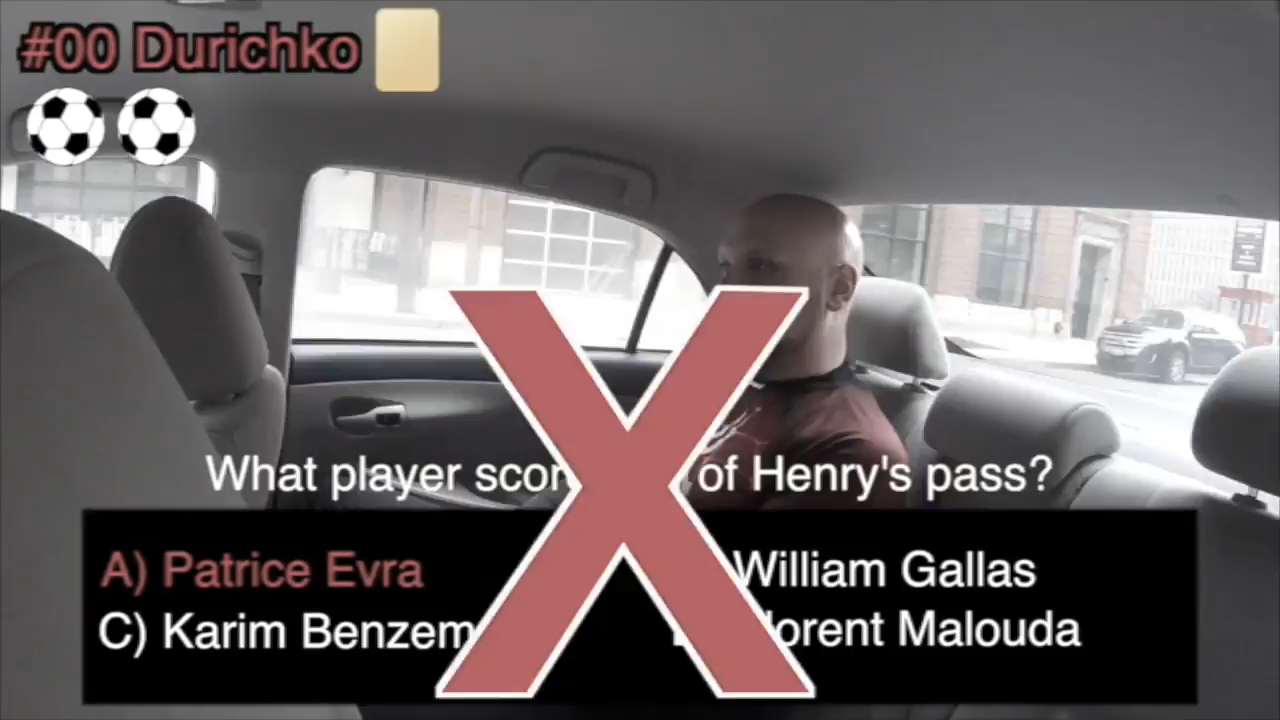 #00 Durichko
What player scor of Henry's pass?
A) Patrice Evra William Gallas
C) Karim Benzem lorent Malouda